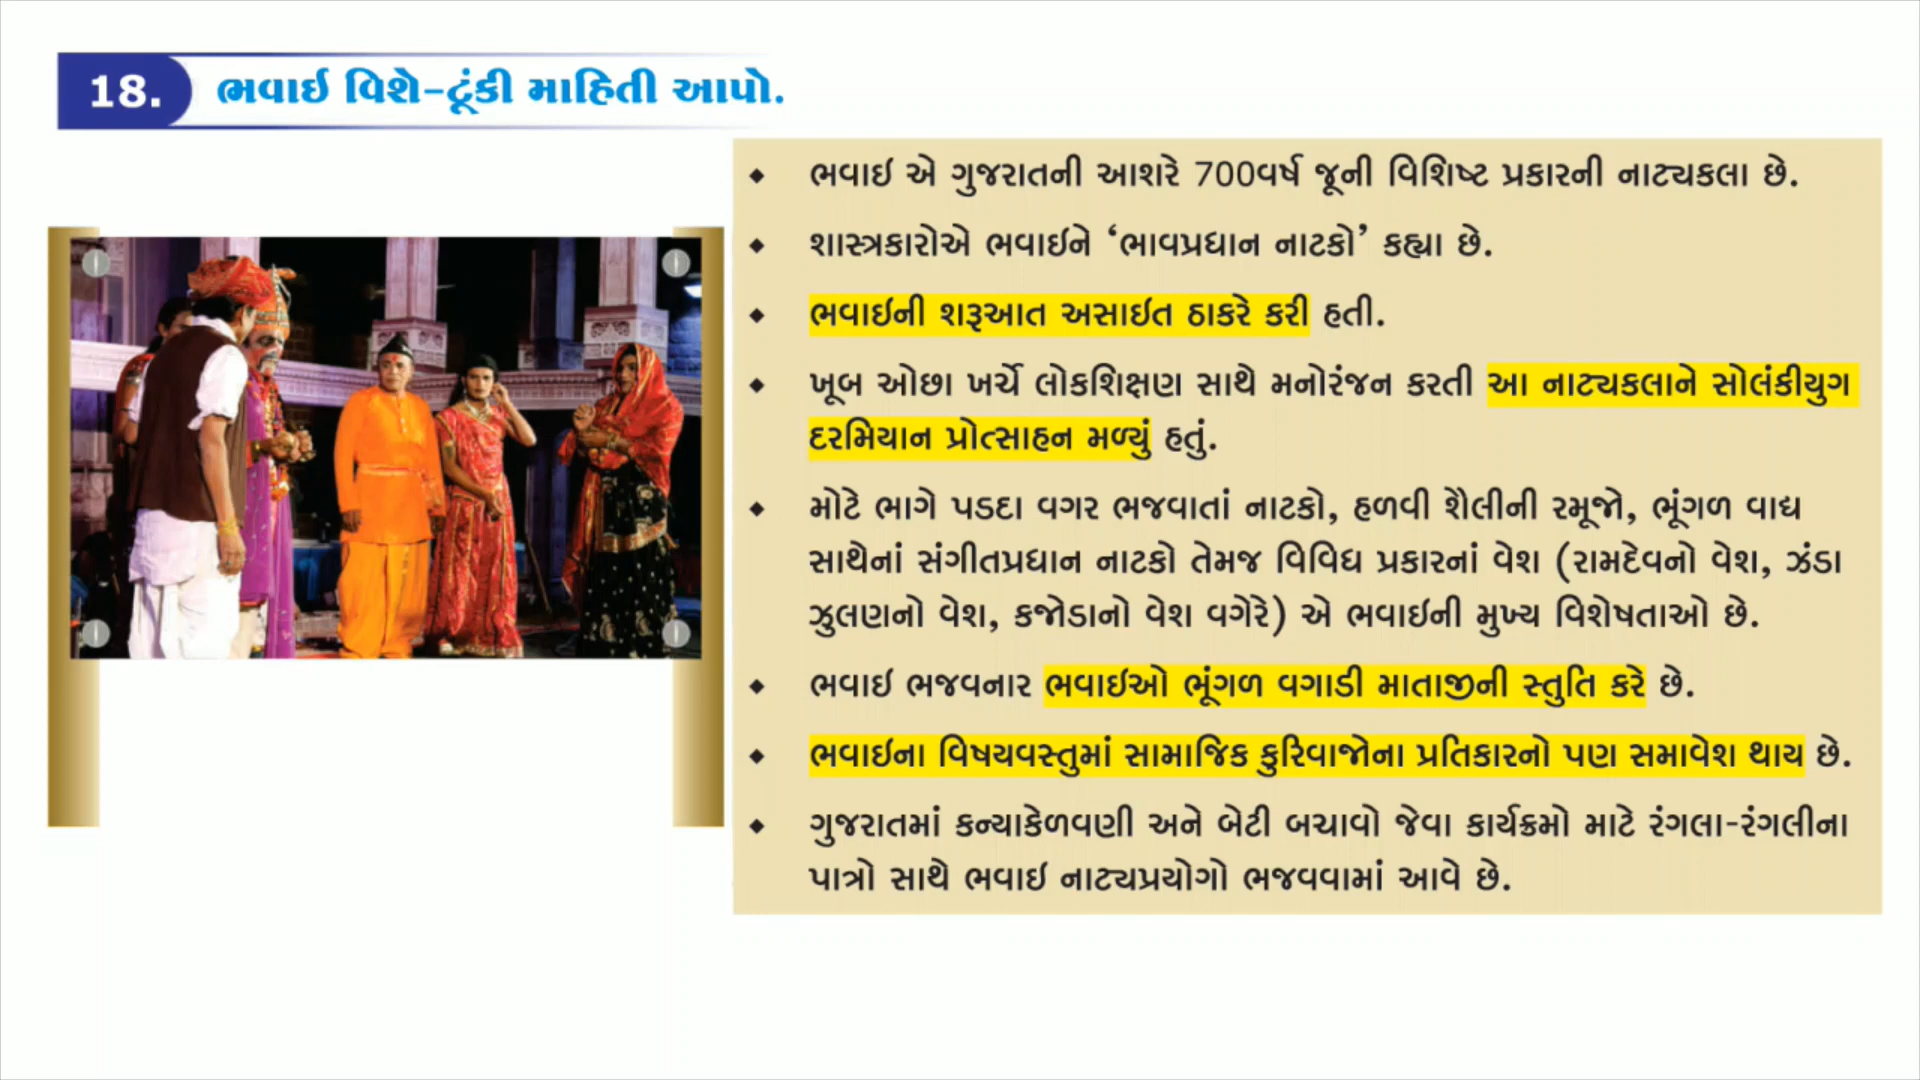 18. ભવાઈ વિશે-ટૂંકી માહિતી આપો.
◆ ભવાઈ એ ગુજરાતની આશરે 700વર્ષ જૂની વિશિષ્ટ પ્રકારની નાટ્યકલા છે.
◆ શાસ્ત્રકારોએ ભવાઈને ‘ભાવપ્રધાન નાટકો’ કહ્યા છે.
◆ ભવાઈની શરૂઆત અસાઈત ઠાકરે કરી હતી.
◆ ખૂબ ઓછા ખર્ચે લોકશિક્ષણ સાથે મનોરંજન કરતી આ નાટ્યકલાને સોલંકીયુગ
દરમિયાન પ્રોત્સાહન મળ્યું હતું.
◆ મોટે ભાગે પડદા વગર ભજવાતાં નાટકો, હળવી શૈલીની રમૂજો, ભૂંગળ વાદ્ય
સાથેનાં સંગીતપ્રધાન નાટકો તેમજ વિવિધ પ્રકારનાં વેશ (રામદેવનો વેશ, ઝંડા
ઝુલણનો વેશ, કજોડાનો વેશ વગેરે) એ ભવાઈની મુખ્ય વિશેષતાઓ છે.
◆ ભવાઈ ભજવનાર ભવાઈઓ ભૂંગળ વગાડી માતાજીની સ્તુતિ કરે છે.
◆ ભવાઈના વિષયવસ્તુમાં સામાજિક કુરિવાજોના પ્રતિકારનો પણ સમાવેશ થાય છે.
◆ ગુજરાતમાં કન્યાકેળવણી અને બેટી બચાવો જેવા કાર્યક્રમો માટે રંગલા-રંગલીના
પાત્રો સાથે ભવાઈ નાટ્યપ્રયોગો ભજવવામાં આવે છે.